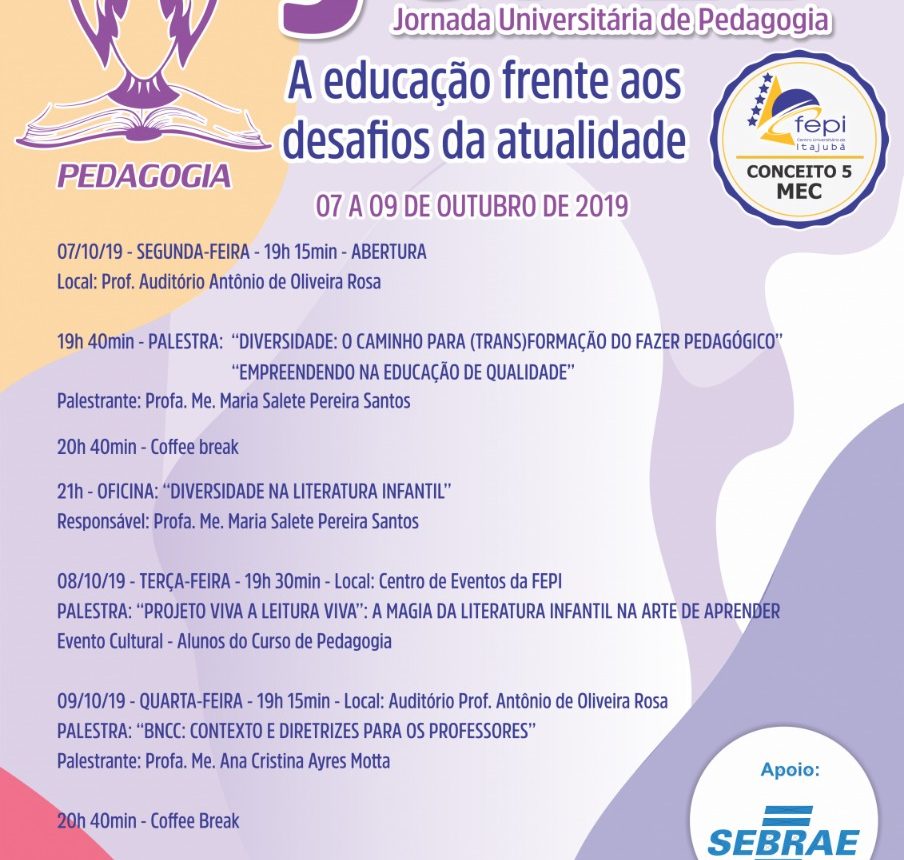 Jornada Universitária de Pedagogia
A educação frente aos
desafios da atualidade
PEDAGOGIA
fepi
Centro Universitário de
Itajubá
CONCEITO 5
MEC
07 A 09 DE OUTUBRO DE 2019
07/10/19 - SEGUNDA-FEIRA - 19h 15min - ABERTURA
Local: Prof. Auditório Antônio de Oliveira Rosa
19h 40min - PALESTRA: “DIVERSIDADE: O CAMINHO PARA (TRANS)FORMAÇÃO DO FAZER PEDAGÓGICO”
“EMPREENDENDO NA EDUCAÇÃO DE QUALIDADE”
Palestrante: Profa. Me. Maria Salete Pereira Santos
20h 40min - Coffee break
21h - OFICINA: “DIVERSIDADE NA LITERATURA INFANTIL”
Responsável: Profa. Me. Maria Salete Pereira Santos
08/10/19 - TERÇA-FEIRA - 19h 30min - Local: Centro de Eventos da FEPI
PALESTRA: “PROJETO VIVA A LEITURA VIVA”: A MAGIA DA LITERATURA INFANTIL NA ARTE DE APRENDER
Evento Cultural - Alunos do Curso de Pedagogia
09/10/19 - QUARTA-FEIRA - 19h 15min - Local: Auditório Prof. Antônio de Oliveira Rosa
PALESTRA: “BNCC: CONTEXTO E DIRETRIZES PARA OS PROFESSORES”
Palestrante: Profa. Me. Ana Cristina Ayres Motta
20h 40min - Coffee Break
Apoio:
SEBRAE